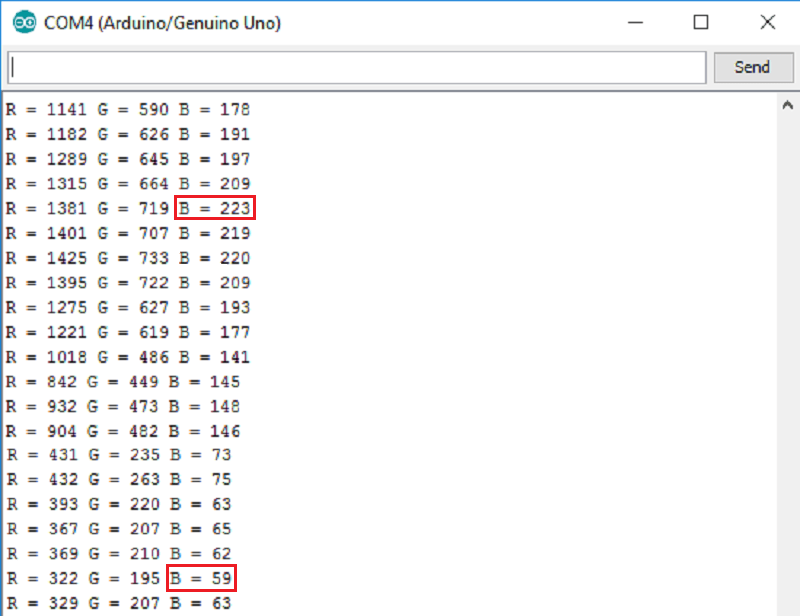 COM4 (Arduino/Genuino Uno)
Send
R = 1141 G = 590 B = 178
R = 1182 G = 626 B = 191
R = 1289 G = 645 B = 197
R = 1315 G = 664 B = 209
R = 1381 G = 719 B = 223
R = 1401 G = 707 B = 219
R = 1425 G = 733 B = 220
R = 1395 G = 722 B = 209
R = 1275 G = 627 B = 193
R = 1221 G = 619 B = 177
R = 1018 G = 486 B = 141
R = 842 G = 449 B = 145
R = 932 G = 473 B = 148
R = 904 G = 482 B = 146
R = 431 G = 235 B = 73
R = 432 G = 263 B = 75
R = 393 G = 220 B = 63
R = 367 G = 207 B = 65
R = 369 G = 210 B = 62
R = 322 G = 195 B = 59
R = 329 G = 207 B = 63